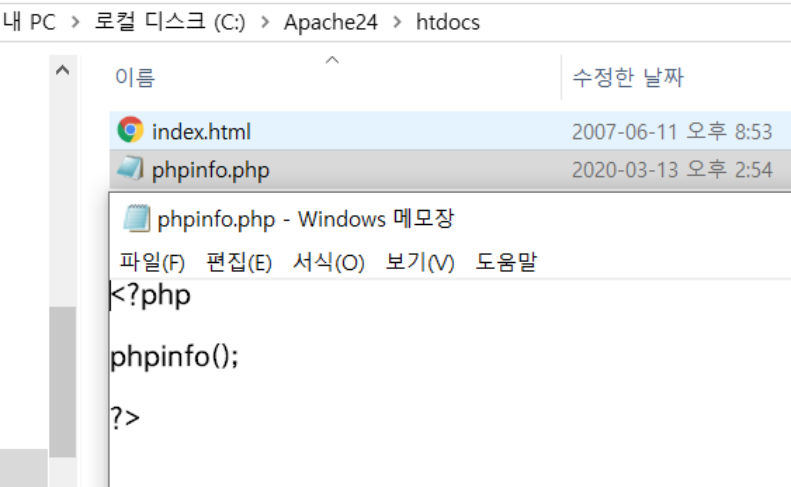 내 PC > 로컬 디스크 (C:) > Apache24 > htdocs
이름 수정한 날짜
index.html 2007-06-11 오후 8:53
phpinfo.php 2020-03-13 오후 2:54
phpinfo.php - Windows 메모장
파일(F) 편집(E) 서식(O) 보기(V) 도움말
<?php
phpinfo();
?>